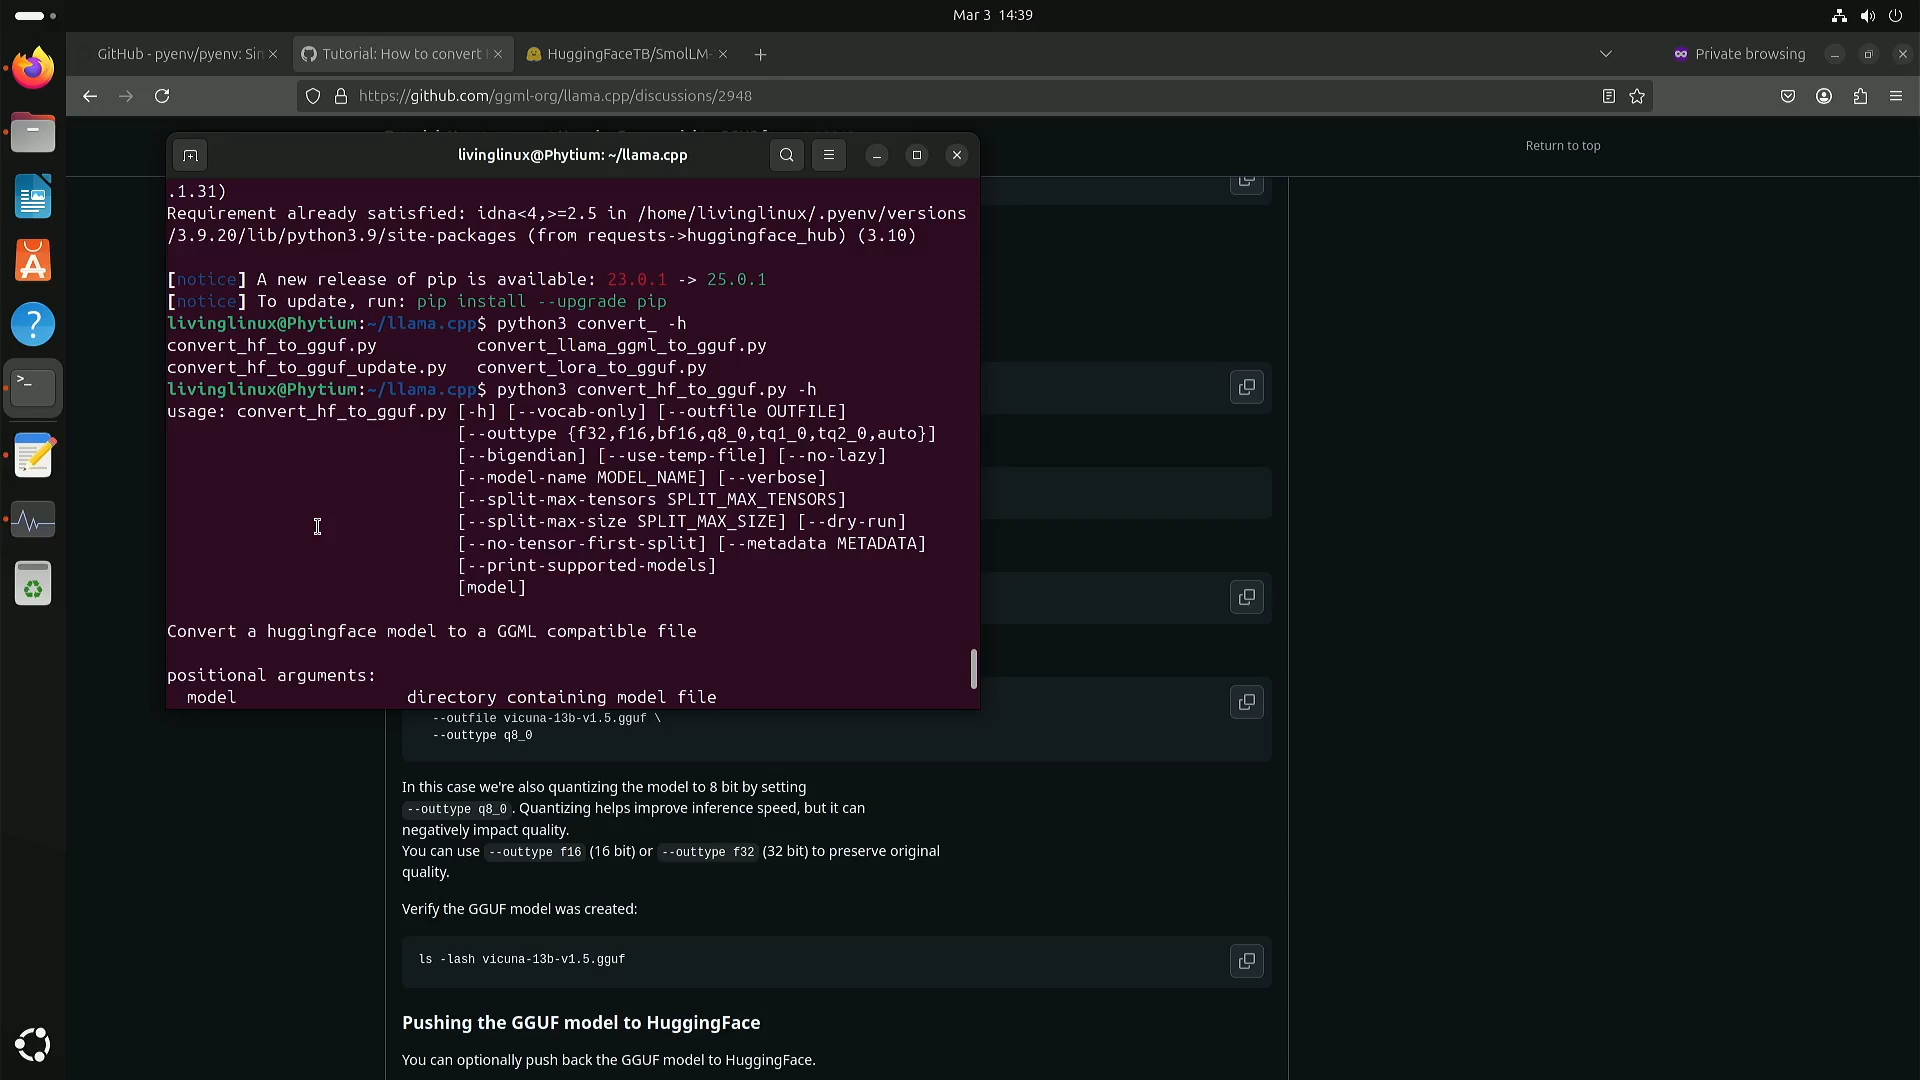 Mar 3 14:39
GitHub - pyenv/pyenv: Sim
Tutorial: How to convert H
HuggingFaceTB/SmolLM-
Private browsing
https://github.com/ggml-org/llama.cpp/discussions/2948
Return to top
livinglinux@Phytium: ~/llama.cpp
.1.31)
Requirement already satisfied: idna<4,>=2.5 in /home/livinglinux/.pyenv/versions
/3.9.20/lib/python3.9/site-packages (from requests->huggingface_hub) (3.10)
[notice] A new release of pip is available: 23.0.1 -> 25.0.1
[notice] To update, run: pip install --upgrade pip
livinglinux@Phytium:~/llama.cpp$ python3 convert_ -h
convert_hf_to_gguf.py convert_llama_ggml_to_gguf.py
convert_hf_to_gguf_update.py convert_lora_to_gguf.py
livinglinux@Phytium:~/llama.cpp$ python3 convert_hf_to_gguf.py -h
usage: convert_hf_to_gguf.py [-h] [--vocab-only] [--outfile OUTFILE]
[--outtype {f32,f16,bf16,q8_0,tq1_0,tq2_0,auto}]
[--bigendian] [--use-temp-file] [--no-lazy]
[--model-name MODEL_NAME] [--verbose]
[--split-max-tensors SPLIT_MAX_TENSORS]
[--split-max-size SPLIT_MAX_SIZE] [--dry-run]
[--no-tensor-first-split] [--metadata METADATA]
[--print-supported-models]
[model]
Convert a huggingface model to a GGML compatible file
positional arguments:
model directory containing model file
--outfile vicuna-13b-v1.5.gguf \
--outtype q8_0
In this case we're also quantizing the model to 8 bit by setting
--outtype q8_0. Quantizing helps improve inference speed, but it can
negatively impact quality.
You can use --outtype f16 (16 bit) or --outtype f32 (32 bit) to preserve original
quality.
Verify the GGUF model was created:
ls -lash vicuna-13b-v1.5.gguf
Pushing the GGUF model to HuggingFace
You can optionally push back the GGUF model to HuggingFace.